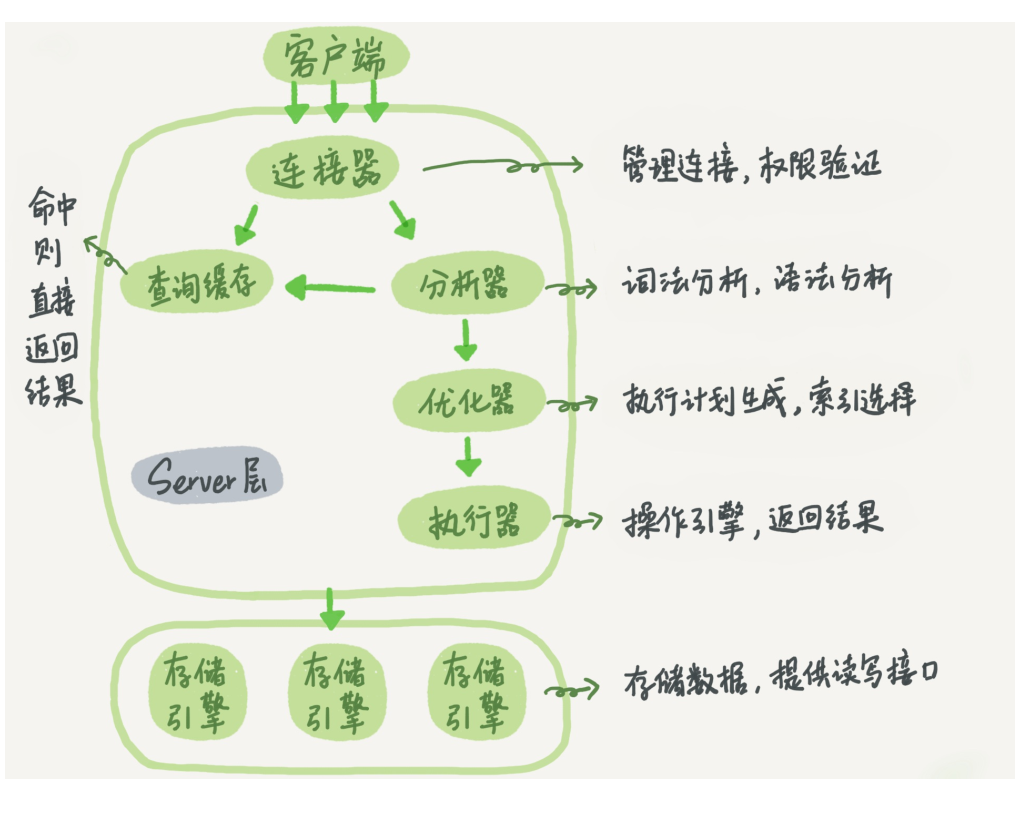 客户端
连接器
管理连接，权限验证
命中
则
直接
返回
结果
查询缓存
分析器
词法分析，语法分析
优化器
执行计划生成，索引选择
Server层
执行器
操作引擎，返回结果
存储
引擎
存储
引擎
存储
引擎
存储数据，提供读写接口